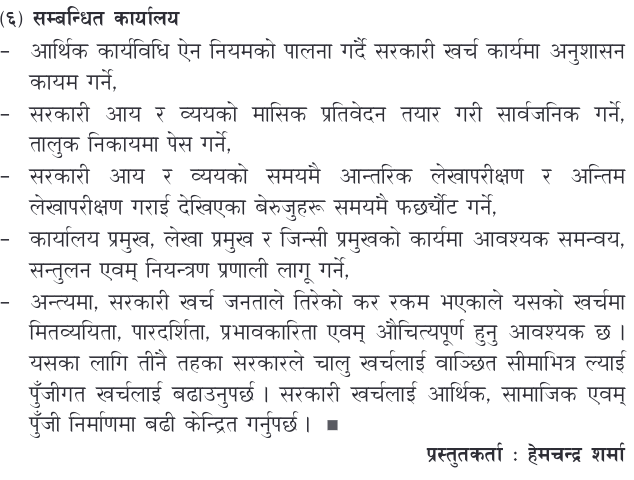 (६) सम्बन्धित कार्यालय
– आर्थिक कार्यविधि ऐन नियमको पालना गर्दै सरकारी खर्च कार्यमा अनुशासन
कायम गर्ने,
– सरकारी आय र व्ययको मासिक प्रतिवेदन तयार गरी सार्वजनिक गर्ने,
तालुक निकायमा पेस गर्ने,
– सरकारी आय र व्ययको समयमै आन्तरिक लेखापरीक्षण र अन्तिम
लेखापरीक्षण गराई देखिएका बेरुजुहरू समयमै फर्छ्यौट गर्ने,
– कार्यालय प्रमुख, लेखा प्रमुख र जिन्सी प्रमुखको कार्यमा आवश्यक समन्वय,
सन्तुलन एवम् नियन्त्रण प्रणाली लागू गर्ने,
– अन्त्यमा, सरकारी खर्च जनताले तिरेको कर रकम भएकाले यसको खर्चमा
मितव्ययिता, पारदर्शिता, प्रभावकारिता एवम् औचित्यपूर्ण हुनु आवश्यक छ ।
यसका लागि तीनै तहका सरकारले चालु खर्चलाई वाञ्छित सीमाभित्र ल्याई
पुँजीगत खर्चलाई बढाउनुपर्छ । सरकारी खर्चलाई आर्थिक, सामाजिक एवम्
पुँजी निर्माणमा बढी केन्द्रित गर्नुपर्छ । ■
प्रस्तुतकर्ता : हेमचन्द्र शर्मा